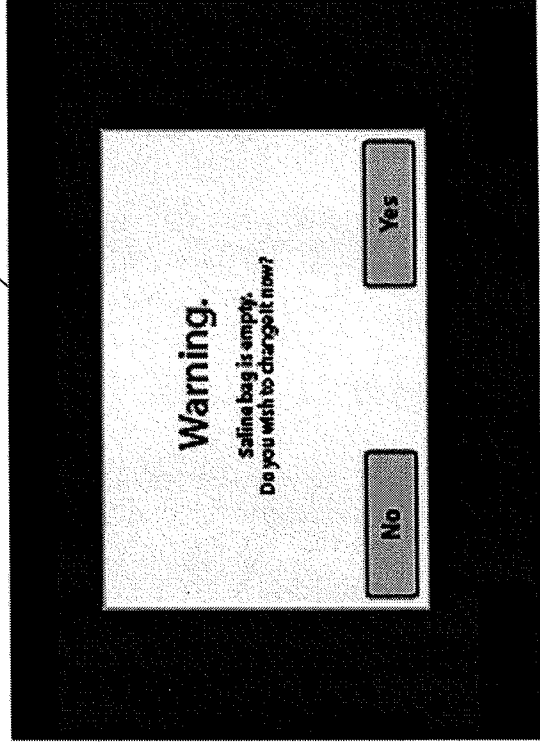 Warning.
Saline bag is empty.
Do you wish to change it now?
No
Yes